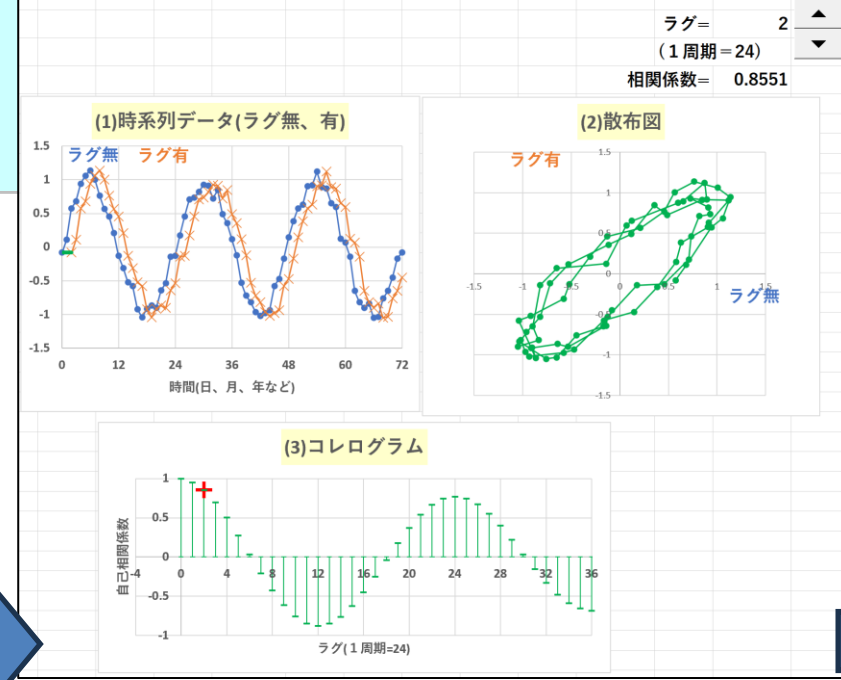 ラグ= 2
(１周期=24)
相関係数= 0.8551
(1)時系列データ(ラグ無、有)
ラグ無 ラグ有
1.5
1
0.5
0
-0.5
-1
-1.5
0 12 24 36 48 60 72
時間(日、月、年など)
(2)散布図
ラグ有
1.5
1
0.5
-1.5 -1 -0.5 0 0 0.5 1 1.5
ラグ無
-0.5
-1
-1.5
(3)コレログラム
自己相関係数
1
0.5
0
-0.5
-1
-4 0 4 8 12 16 20 24 28 32 36
ラグ(１周期=24)